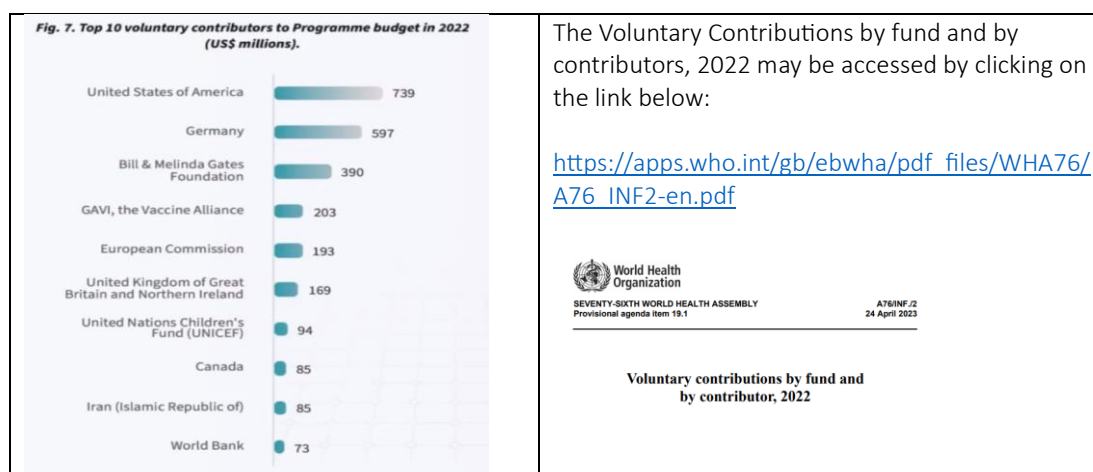 Fig. 7. Top 10 voluntary contributors to Programme budget in 2022
(US$ millions).
United States of America 739
Germany 597
Bill & Melinda Gates
Foundation 390
GAVI, the Vaccine Alliance 203
European Commission 193
United Kingdom of Great
Britain and Northern Ireland 169
United Nations Children's
Fund (UNICEF) 94
Canada 85
Iran (Islamic Republic of) 85
World Bank 73
The Voluntary Contributions by fund and by
contributors, 2022 may be accessed by clicking on
the link below:
https://apps.who.int/gb/ebwha/pdf_files/WHA76/
A76_INF2-en.pdf
World Health
Organization
SEVENTY-SIXTH WORLD HEALTH ASSEMBLY A76/INF./2
Provisional agenda item 19.1 24 April 2023
Voluntary contributions by fund and
by contributor, 2022